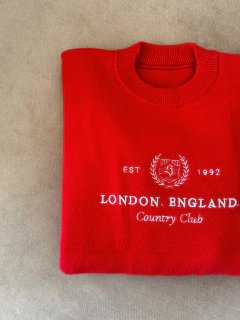 EST 1992
LONDON, ENGLAND
Country Club